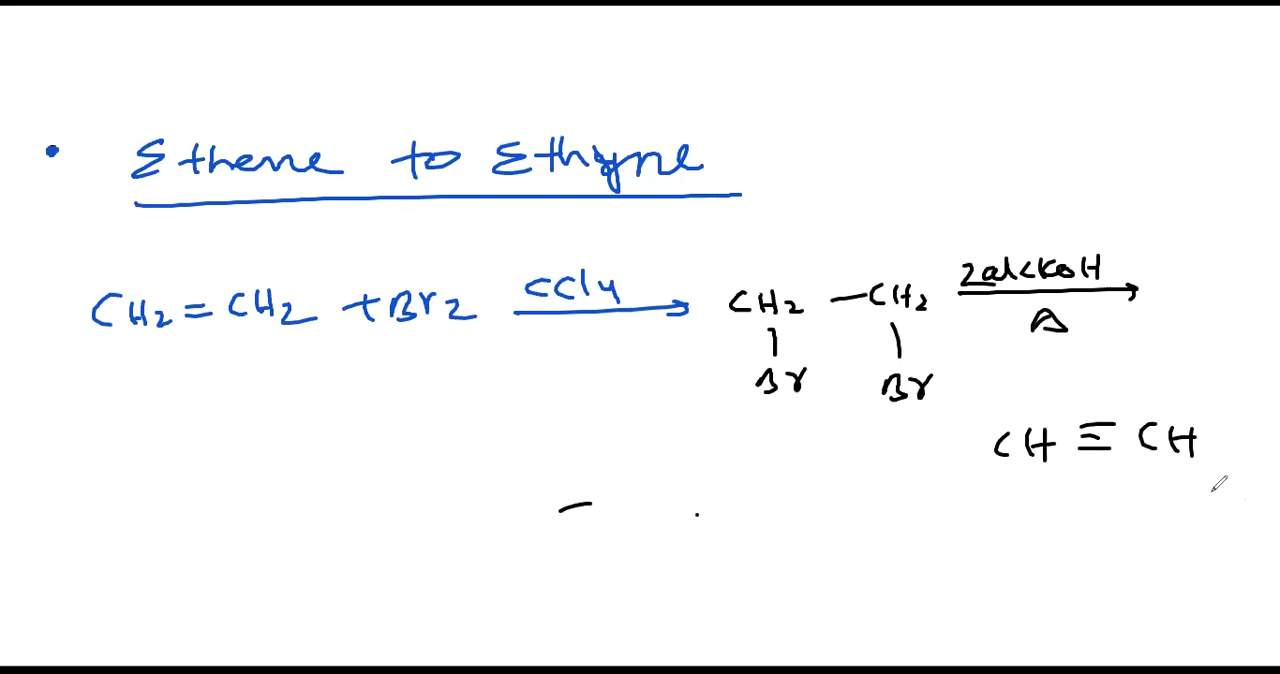 • Ethene to Ethyne
CH2=CH2 +Br2 CCl4→ CH2—CH2 2alcKOH→
Δ
Br Br
CH≡CH